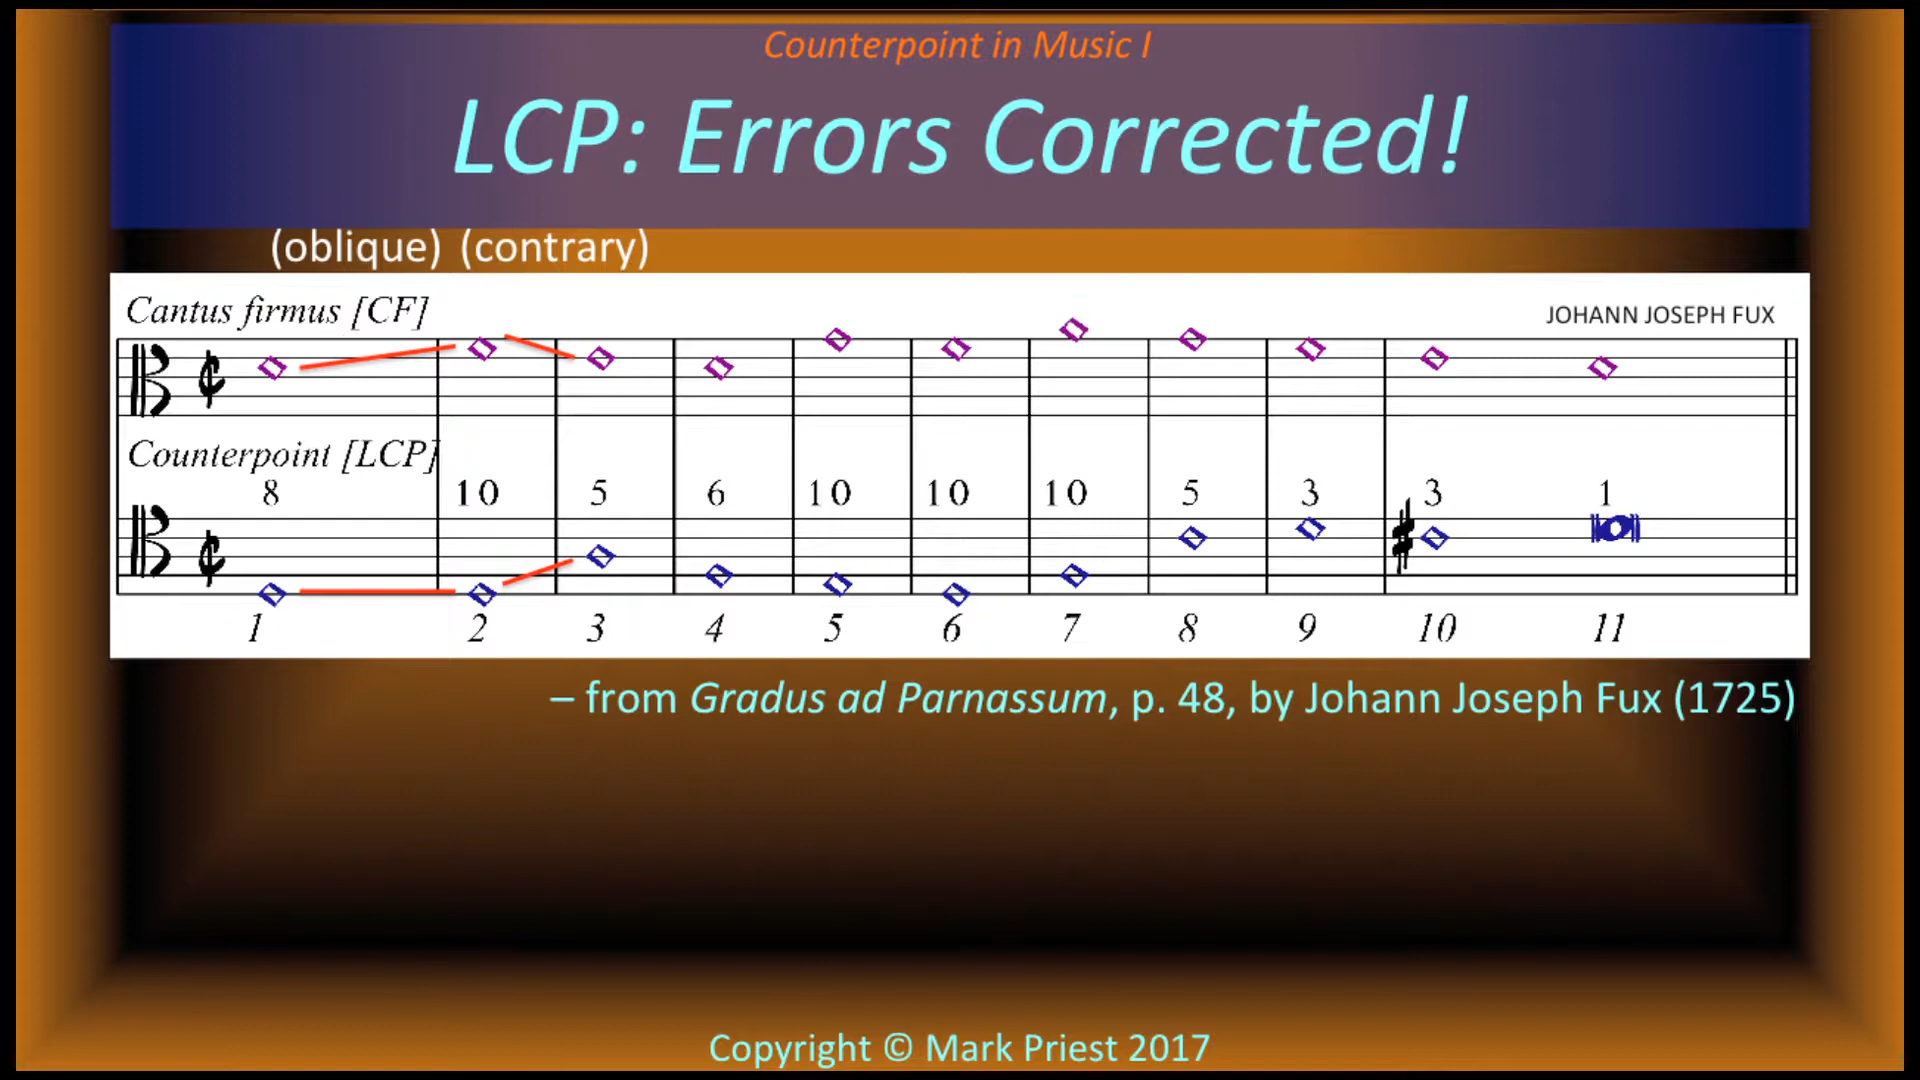 Counterpoint in Music I
LCP: Errors Corrected!
(oblique) (contrary)
Cantus firmus [CF]
JOHANN JOSEPH FUX
Counterpoint [LCP]
8 10 5 6 10 10 10 5 3 3 1
1 2 3 4 5 6 7 8 9 10 11
– from Gradus ad Parnassum, p. 48, by Johann Joseph Fux (1725)
Copyright © Mark Priest 2017